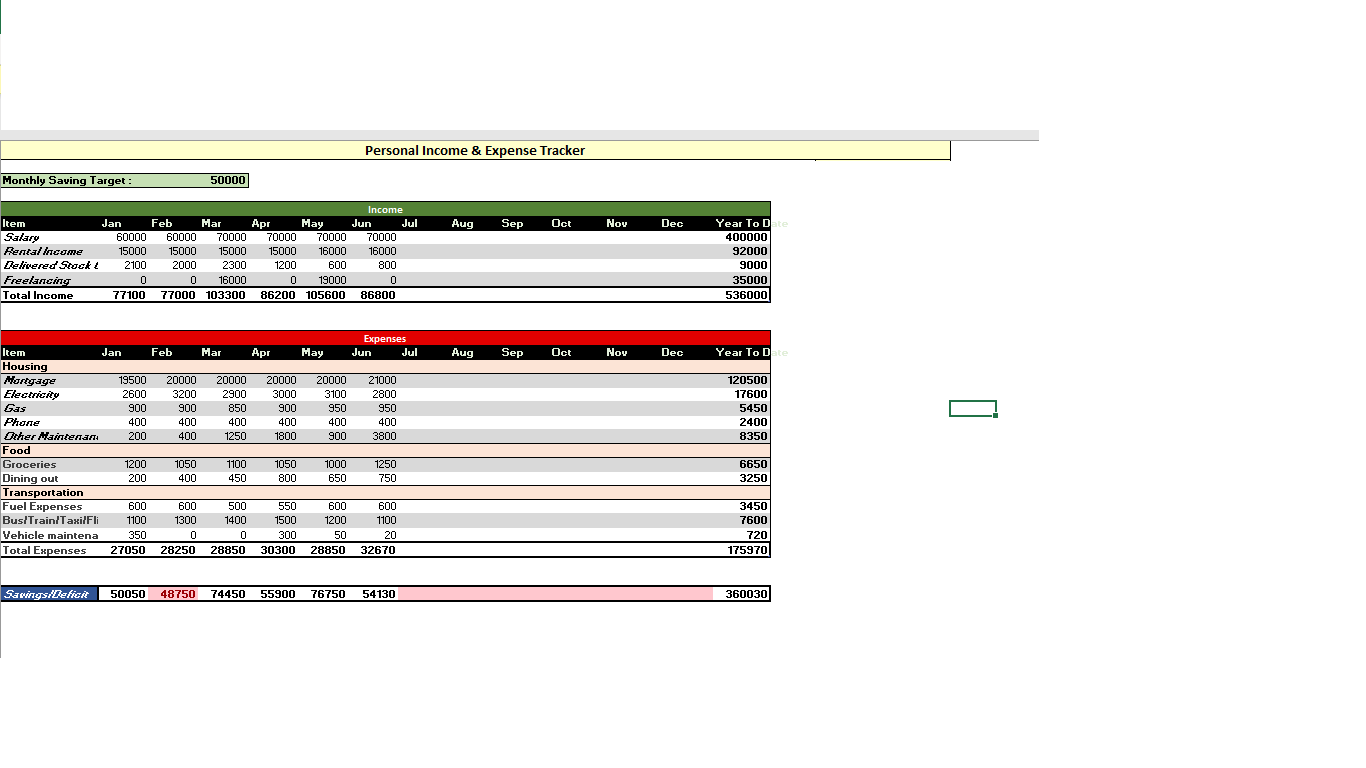 Personal Income & Expense Tracker
Monthly Saving Target : 50000
Income
Item Jan Feb Mar Apr May Jun Jul Aug Sep Oct Nov Dec Year To Date
Salary 60000 60000 70000 70000 70000 70000 400000
Rental Income 15000 15000 15000 15000 16000 16000 92000
Delivered Stock 2100 2000 2300 1200 600 800 9000
Freelancing 0 0 16000 0 19000 0 35000
Total Income 77100 77000 103300 86200 105600 86800 536000
Expenses
Item Jan Feb Mar Apr May Jun Jul Aug Sep Oct Nov Dec Year To Date
Housing
Mortgage 19500 20000 20000 20000 20000 21000 120500
Electricity 2600 3200 2900 3000 3100 2800 17600
Gas 900 900 850 900 950 950 5450
Phone 400 400 400 400 400 400 2400
Other Maintenan 200 400 1250 1800 900 3800 8350
Food
Groceries 1200 1050 1100 1050 1000 1250 6650
Dining out 200 400 450 800 650 750 3250
Transportation
Fuel Expenses 600 600 500 550 600 600 3450
Bus/Train/Taxi/Fli 1100 1300 1400 1500 1200 1100 7600
Vehicle maintena 350 0 0 300 50 20 720
Total Expenses 27050 28250 28850 30300 28850 32670 175970
Savings/Deficit 50050 48750 74450 55900 76750 54130 360030